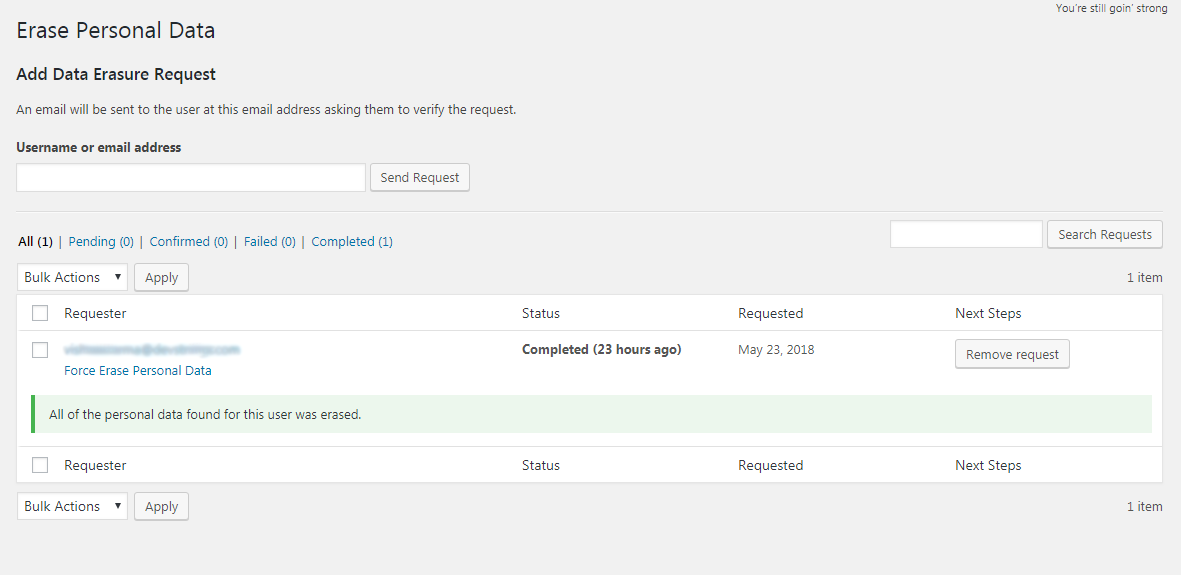 You're still goin' strong
Erase Personal Data
Add Data Erasure Request
An email will be sent to the user at this email address asking them to verify the request.
Username or email address
Send Request
All (1) | Pending (0) | Confirmed (0) | Failed (0) | Completed (1)
Search Requests
Bulk Actions Apply 1 item
Requester Status Requested Next Steps
Completed (23 hours ago) May 23, 2018 Remove request
Force Erase Personal Data
All of the personal data found for this user was erased.
Requester Status Requested Next Steps
Bulk Actions Apply 1 item